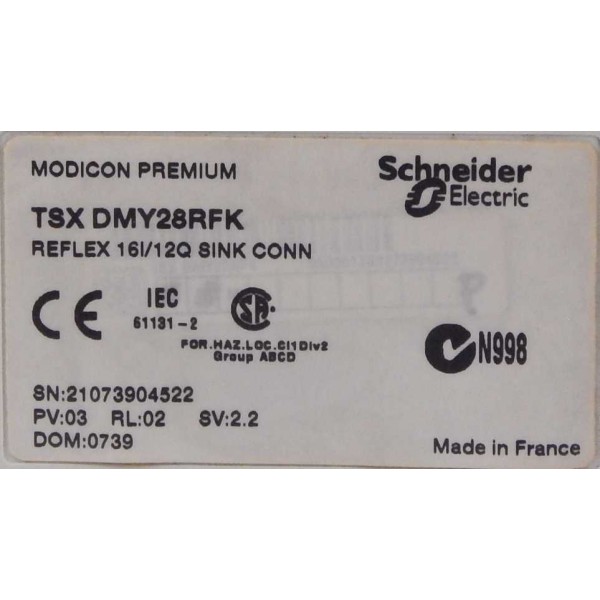 MODICON PREMIUM
Schneider
Electric
TSX DMY28RFK
REFLEX 16I/12Q SINK CONN
CE
IEC
61131-2
SA
FOR.HAZ.LOC.Cl1Div2
Group ABCD
N998
SN:21073904522
PV:03 RL:02 SV:2.2
DOM:0739
Made in France